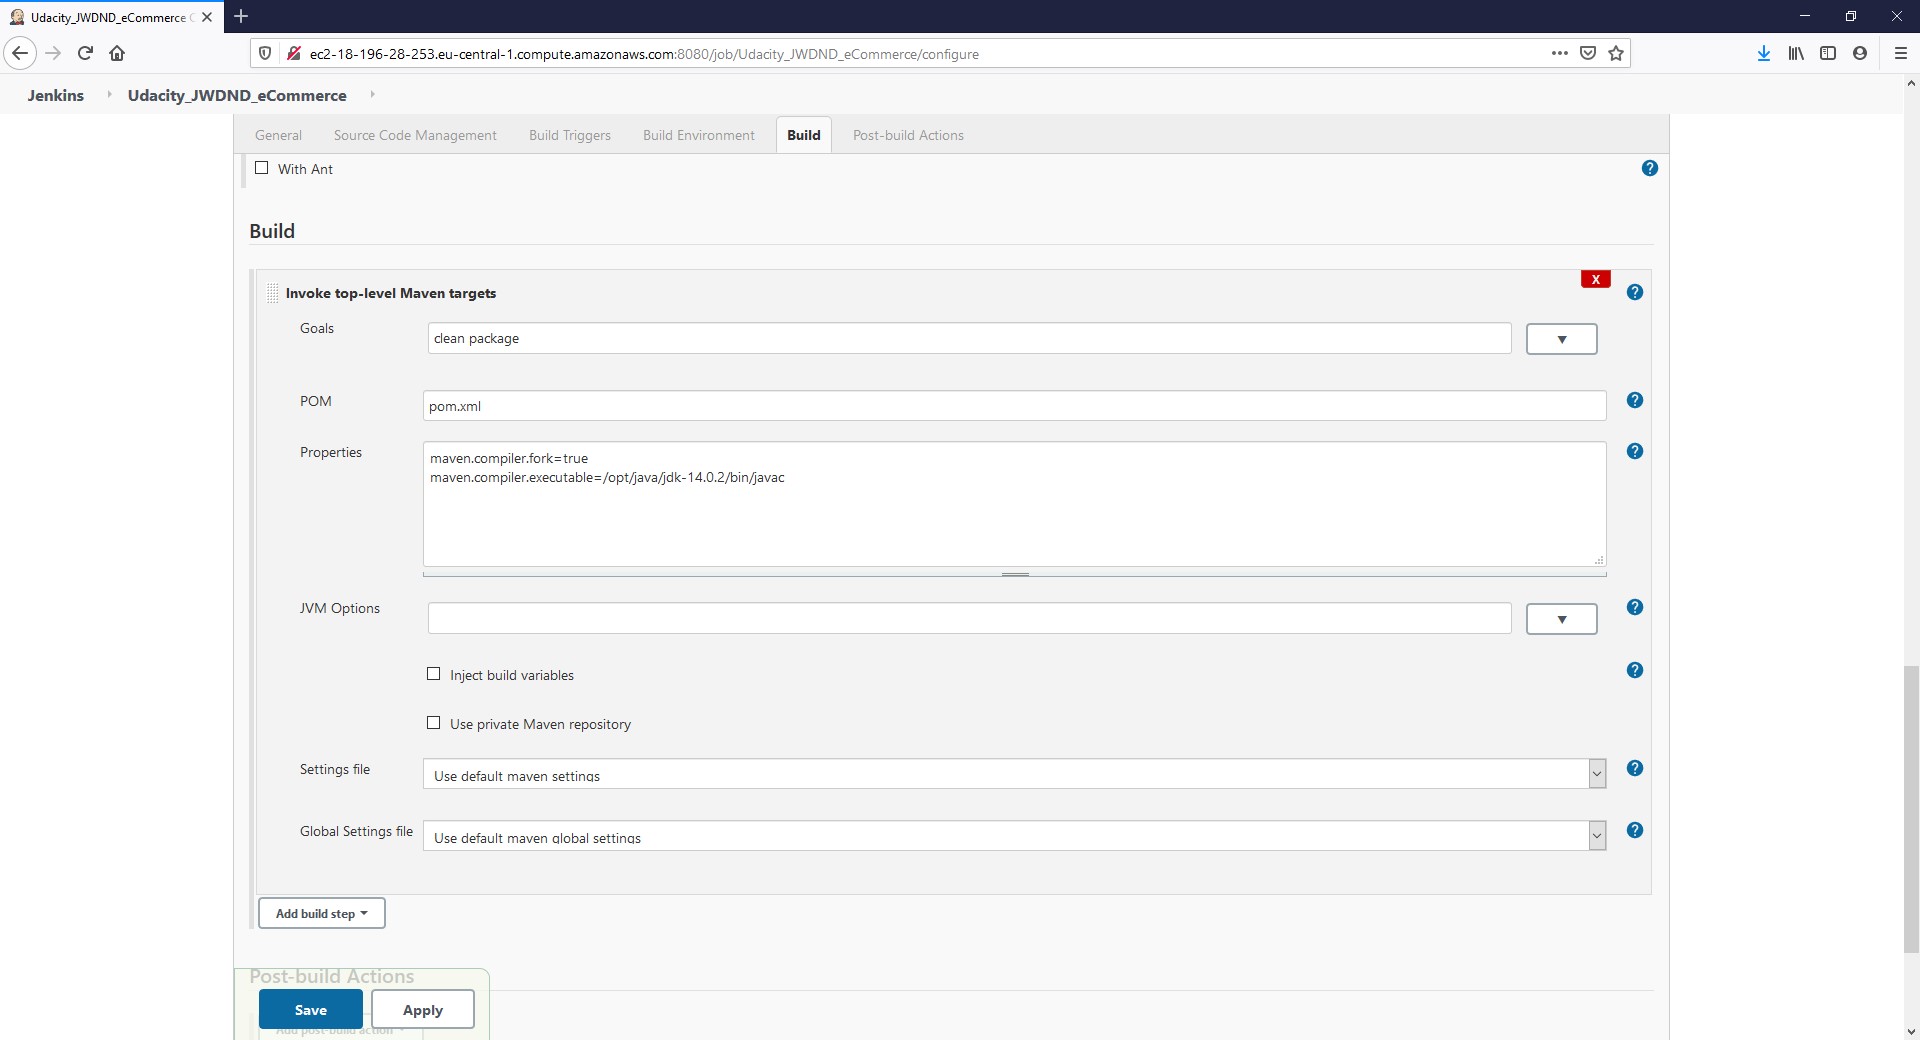 Udacity_JWDND_eCommerce C
ec2-18-196-28-253.eu-central-1.compute.amazonaws.com:8080/job/Udacity_JWDND_eCommerce/configure
Jenkins Udacity_JWDND_eCommerce
General Source Code Management Build Triggers Build Environment Build Post-build Actions
With Ant
Build
X
Invoke top-level Maven targets
Goals
clean package
POM
pom.xml
Properties
maven.compiler.fork=true
maven.compiler.executable=/opt/java/jdk-14.0.2/bin/javac
JVM Options
Inject build variables
Use private Maven repository
Settings file
Use default maven settings
Global Settings file
Use default maven global settings
Add build step
Post-build Actions
Save Apply
Add post-build action